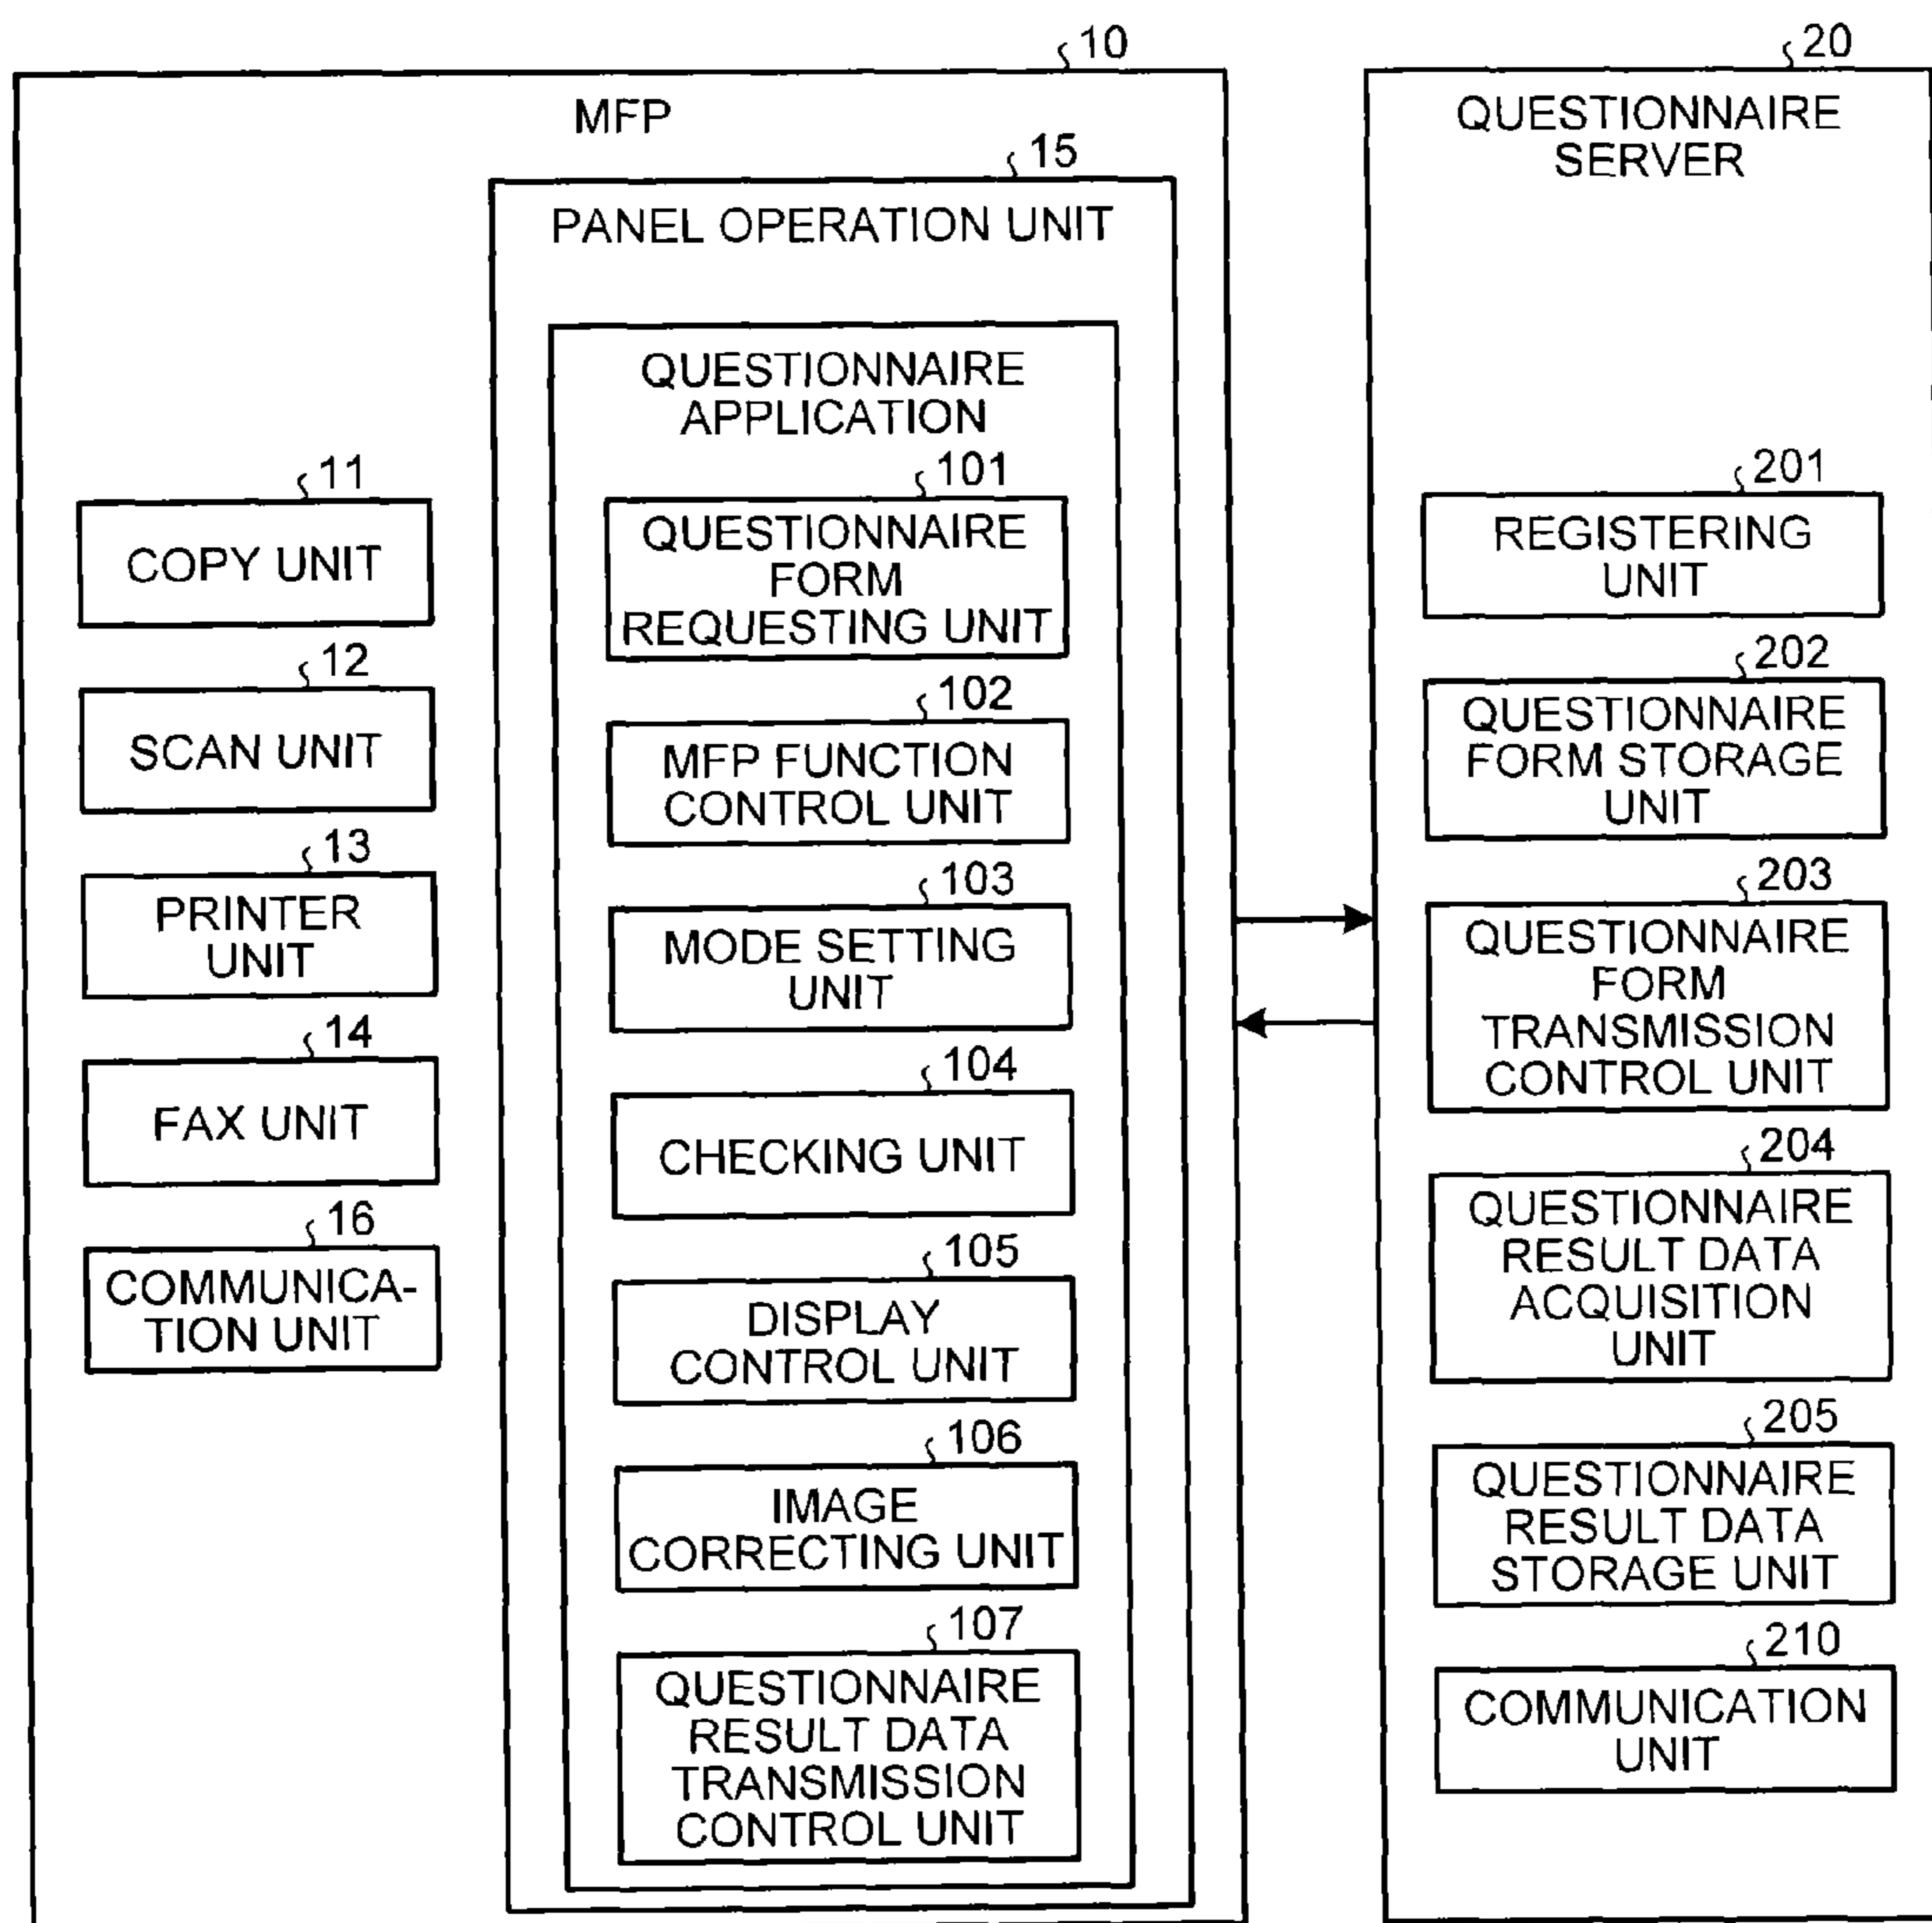 10
MFP
15
PANEL OPERATION UNIT
QUESTIONNAIRE
APPLICATION
11
COPY UNIT
12
SCAN UNIT
13
PRINTER
UNIT
14
FAX UNIT
16
COMMUNICA-
TION UNIT
101
QUESTIONNAIRE
FORM
REQUESTING UNIT
102
MFP FUNCTION
CONTROL UNIT
103
MODE SETTING
UNIT
104
CHECKING UNIT
105
DISPLAY
CONTROL UNIT
106
IMAGE
CORRECTING UNIT
107
QUESTIONNAIRE
RESULT DATA
TRANSMISSION
CONTROL UNIT
20
QUESTIONNAIRE
SERVER
201
REGISTERING
UNIT
202
QUESTIONNAIRE
FORM STORAGE
UNIT
203
QUESTIONNAIRE
FORM
TRANSMISSION
CONTROL UNIT
204
QUESTIONNAIRE
RESULT DATA
ACQUISITION
UNIT
205
QUESTIONNAIRE
RESULT DATA
STORAGE UNIT
210
COMMUNICATION
UNIT